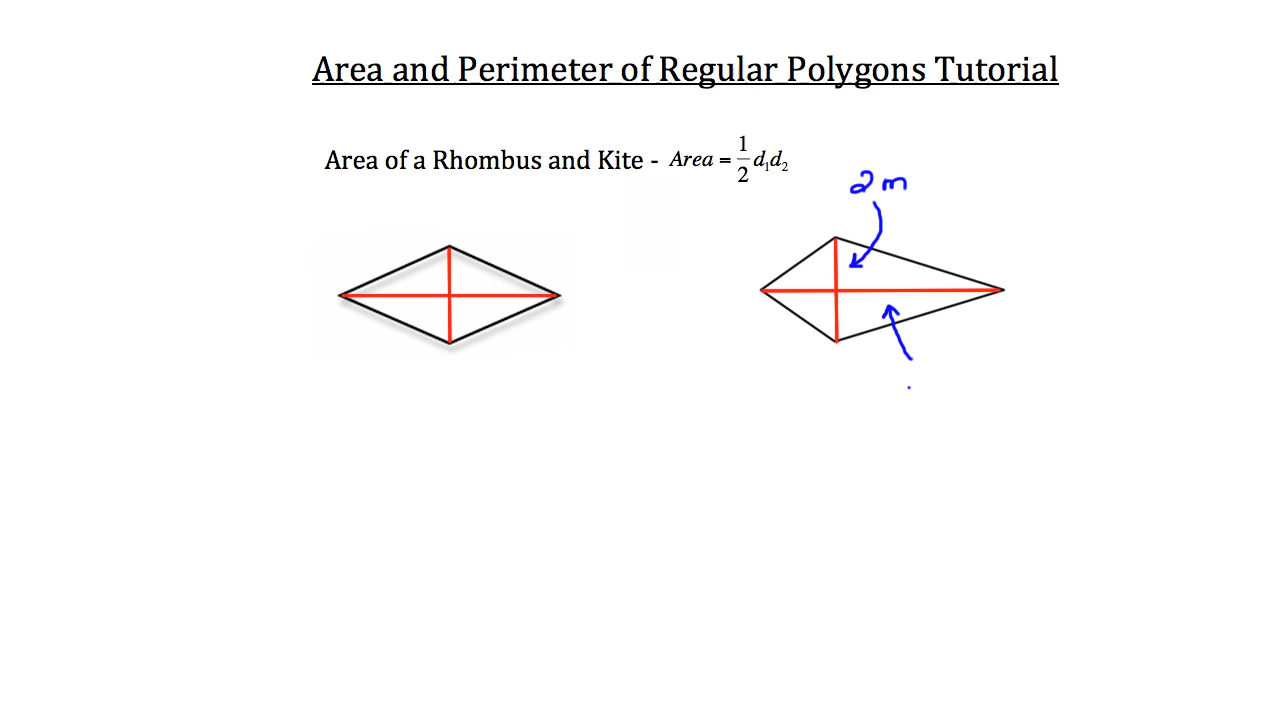 Area and Perimeter of Regular Polygons Tutorial
Area of a Rhombus and Kite - Area = 1/2 d₁d₂
2 m